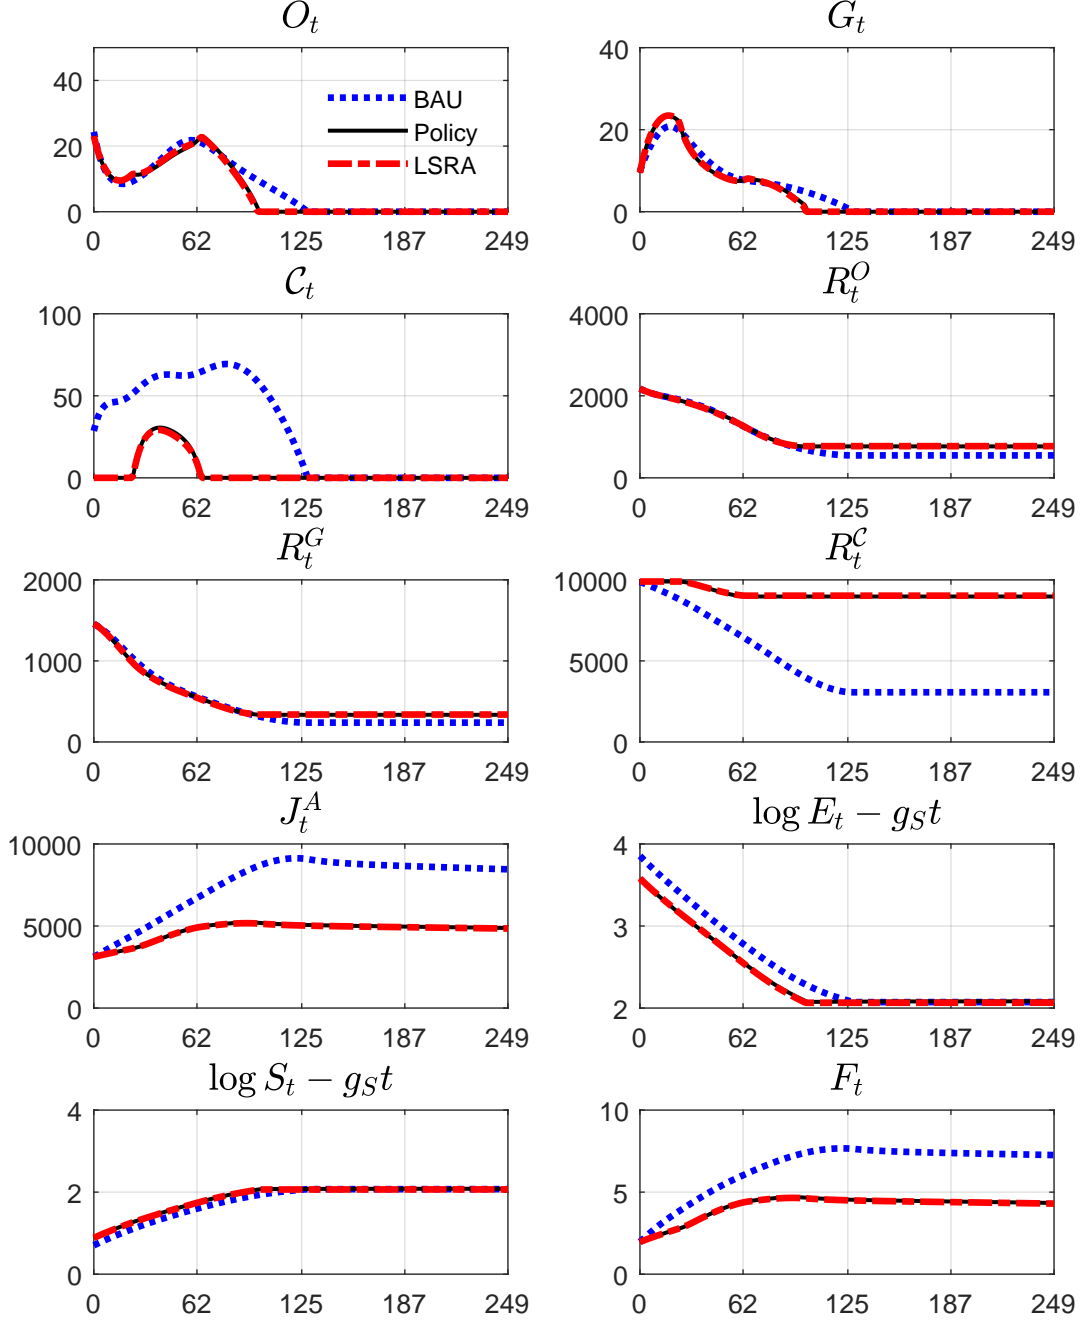 O_t G_t
40 40
20 BAU 20
Policy
LSRA
0 0
0 62 125 187 249 0 62 125 187 249
𝒞_t R_t^O
100 4000
50 2000
0 0
0 62 125 187 249 0 62 125 187 249
R_t^G R_t^𝒞
2000 10000
1000 5000
0 0
0 62 125 187 249 0 62 125 187 249
J_t^A log E_t − g_S t
10000 4
5000 3
0 2
0 62 125 187 249 0 62 125 187 249
log S_t − g_S t F_t
4 10
2 5
0 0
0 62 125 187 249 0 62 125 187 249